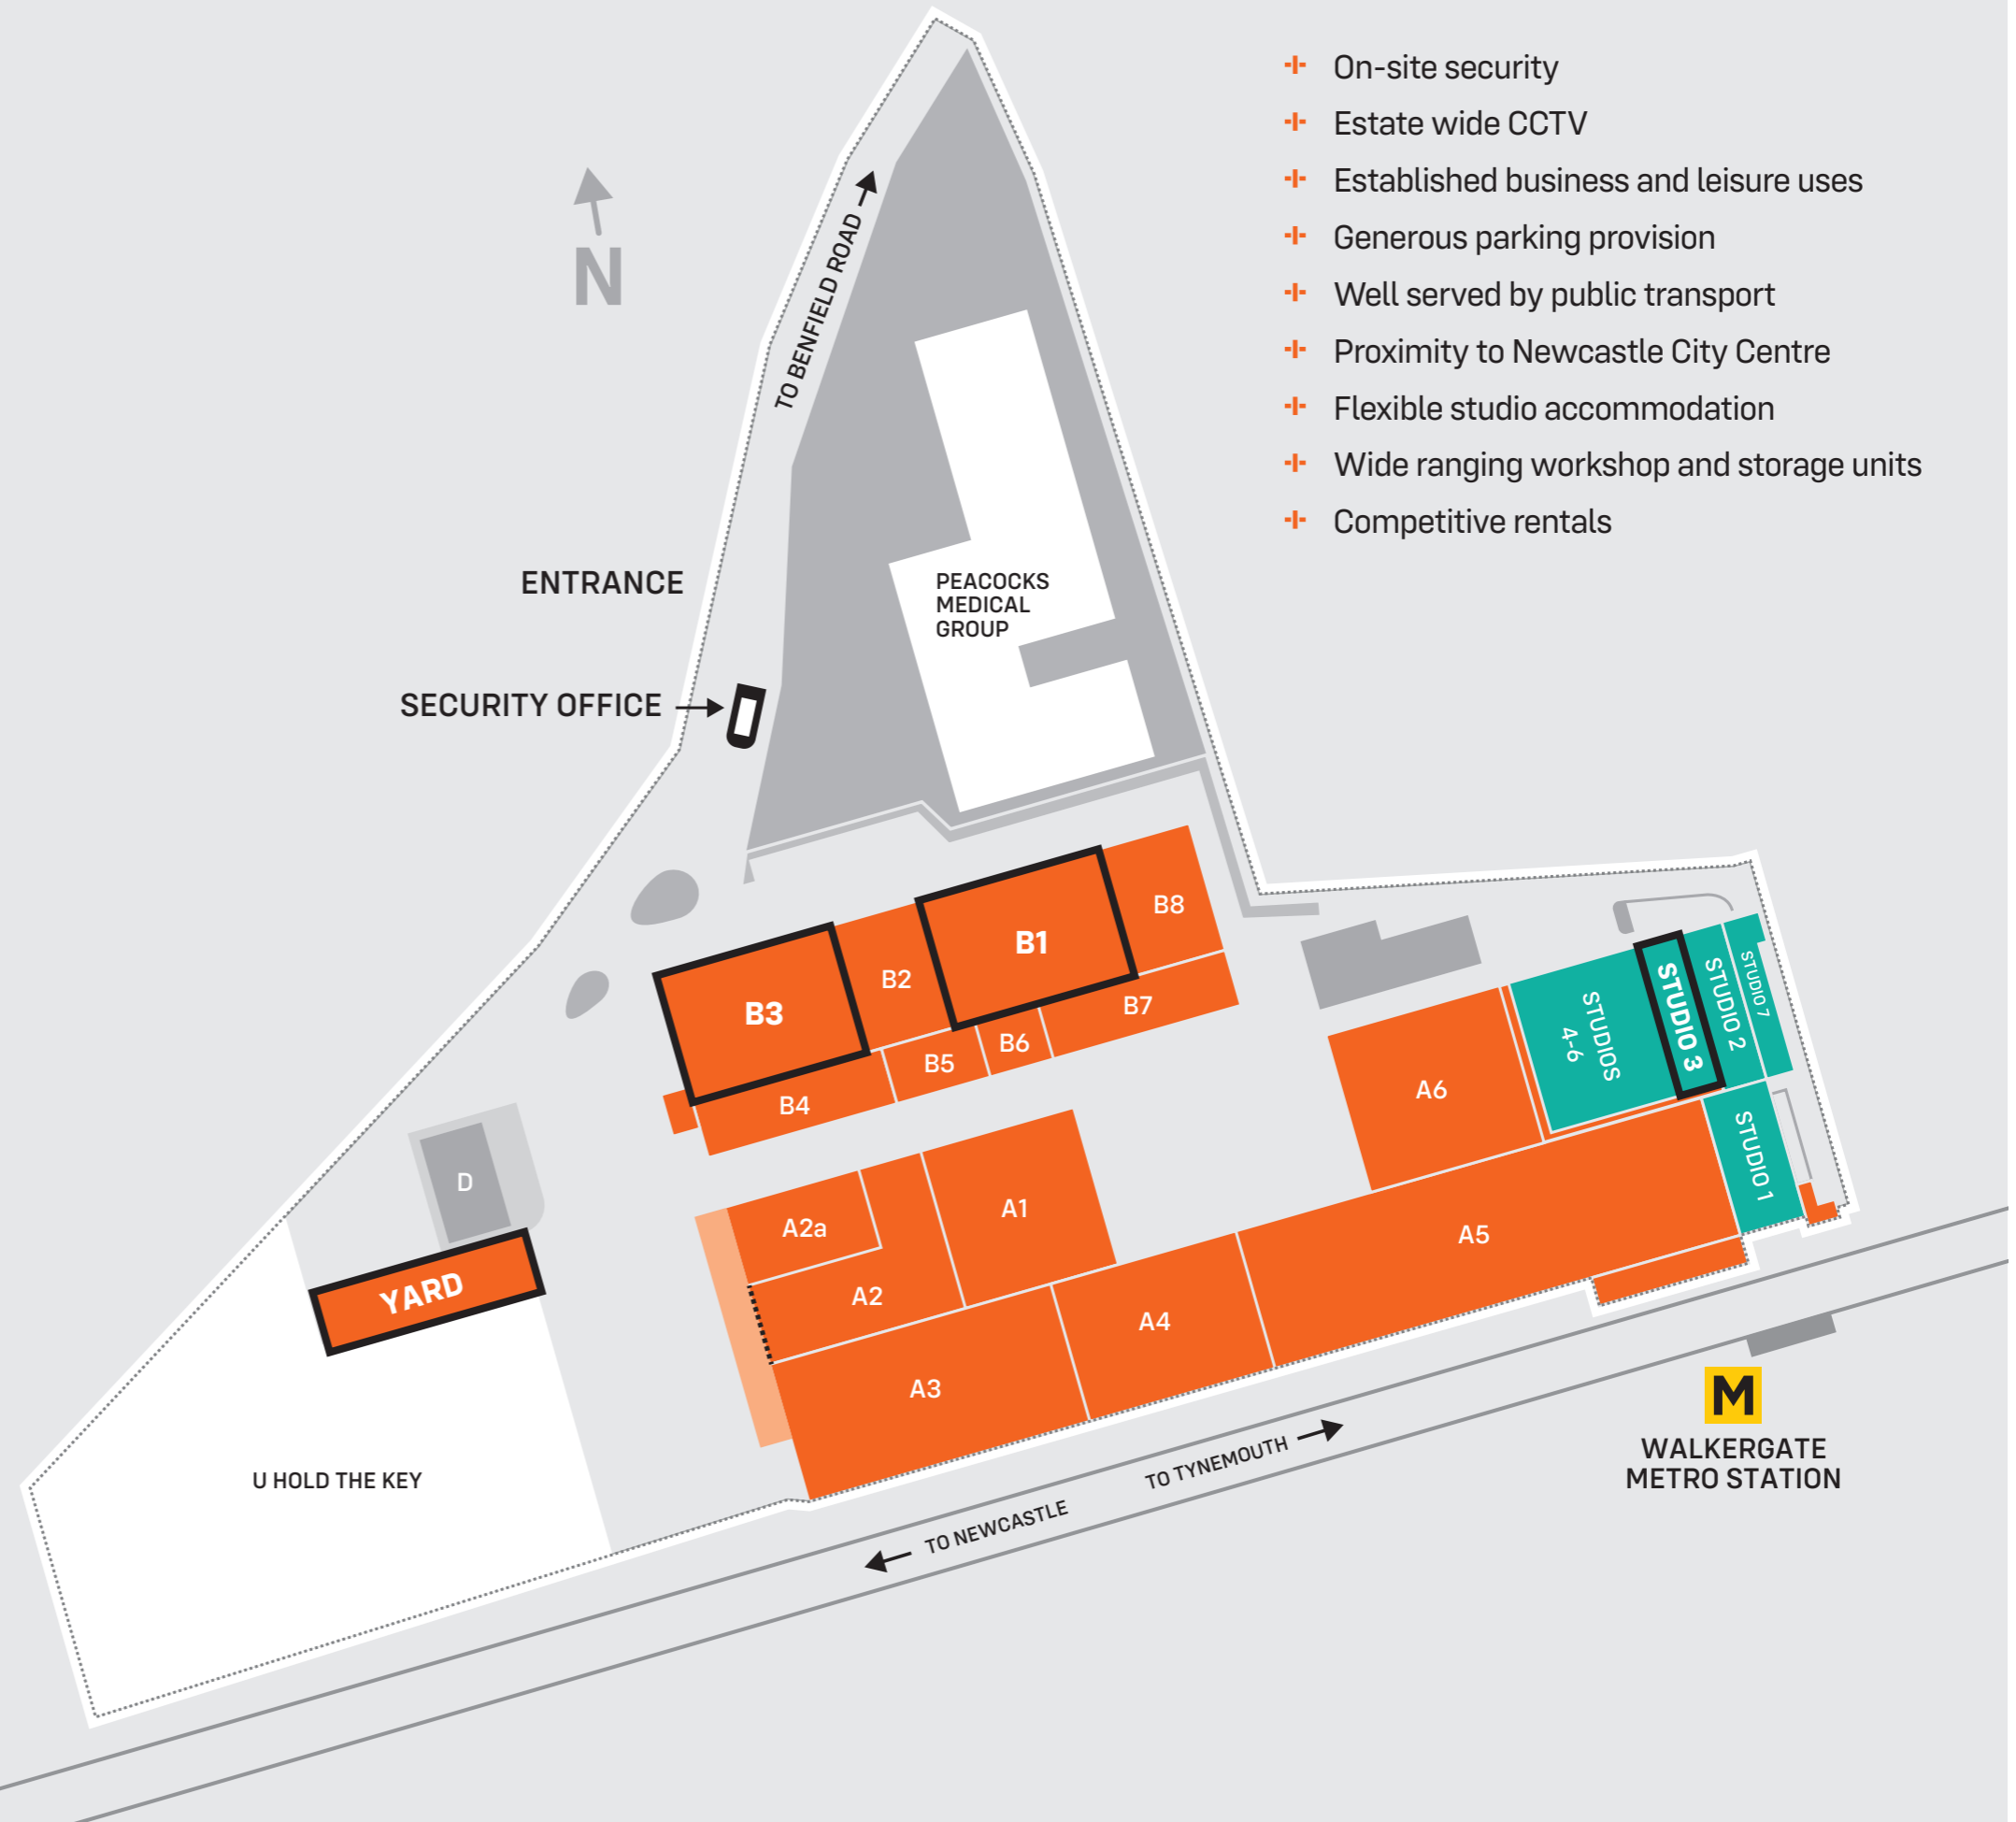 On-site security
Estate wide CCTV
Established business and leisure uses
Generous parking provision
Well served by public transport
Proximity to Newcastle City Centre
Flexible studio accommodation
Wide ranging workshop and storage units
Competitive rentals
N
TO BENFIELD ROAD
ENTRANCE
PEACOCKS
MEDICAL
GROUP
SECURITY OFFICE
B8
B1
B2
B3
B7
B6
B5
B4
STUDIO 7
STUDIO 2
STUDIO 3
STUDIOS
4-6
STUDIO 1
A6
D
YARD
A2a
A1
A2
A5
A4
A3
U HOLD THE KEY
M
WALKERGATE
METRO STATION
TO TYNEMOUTH
TO NEWCASTLE